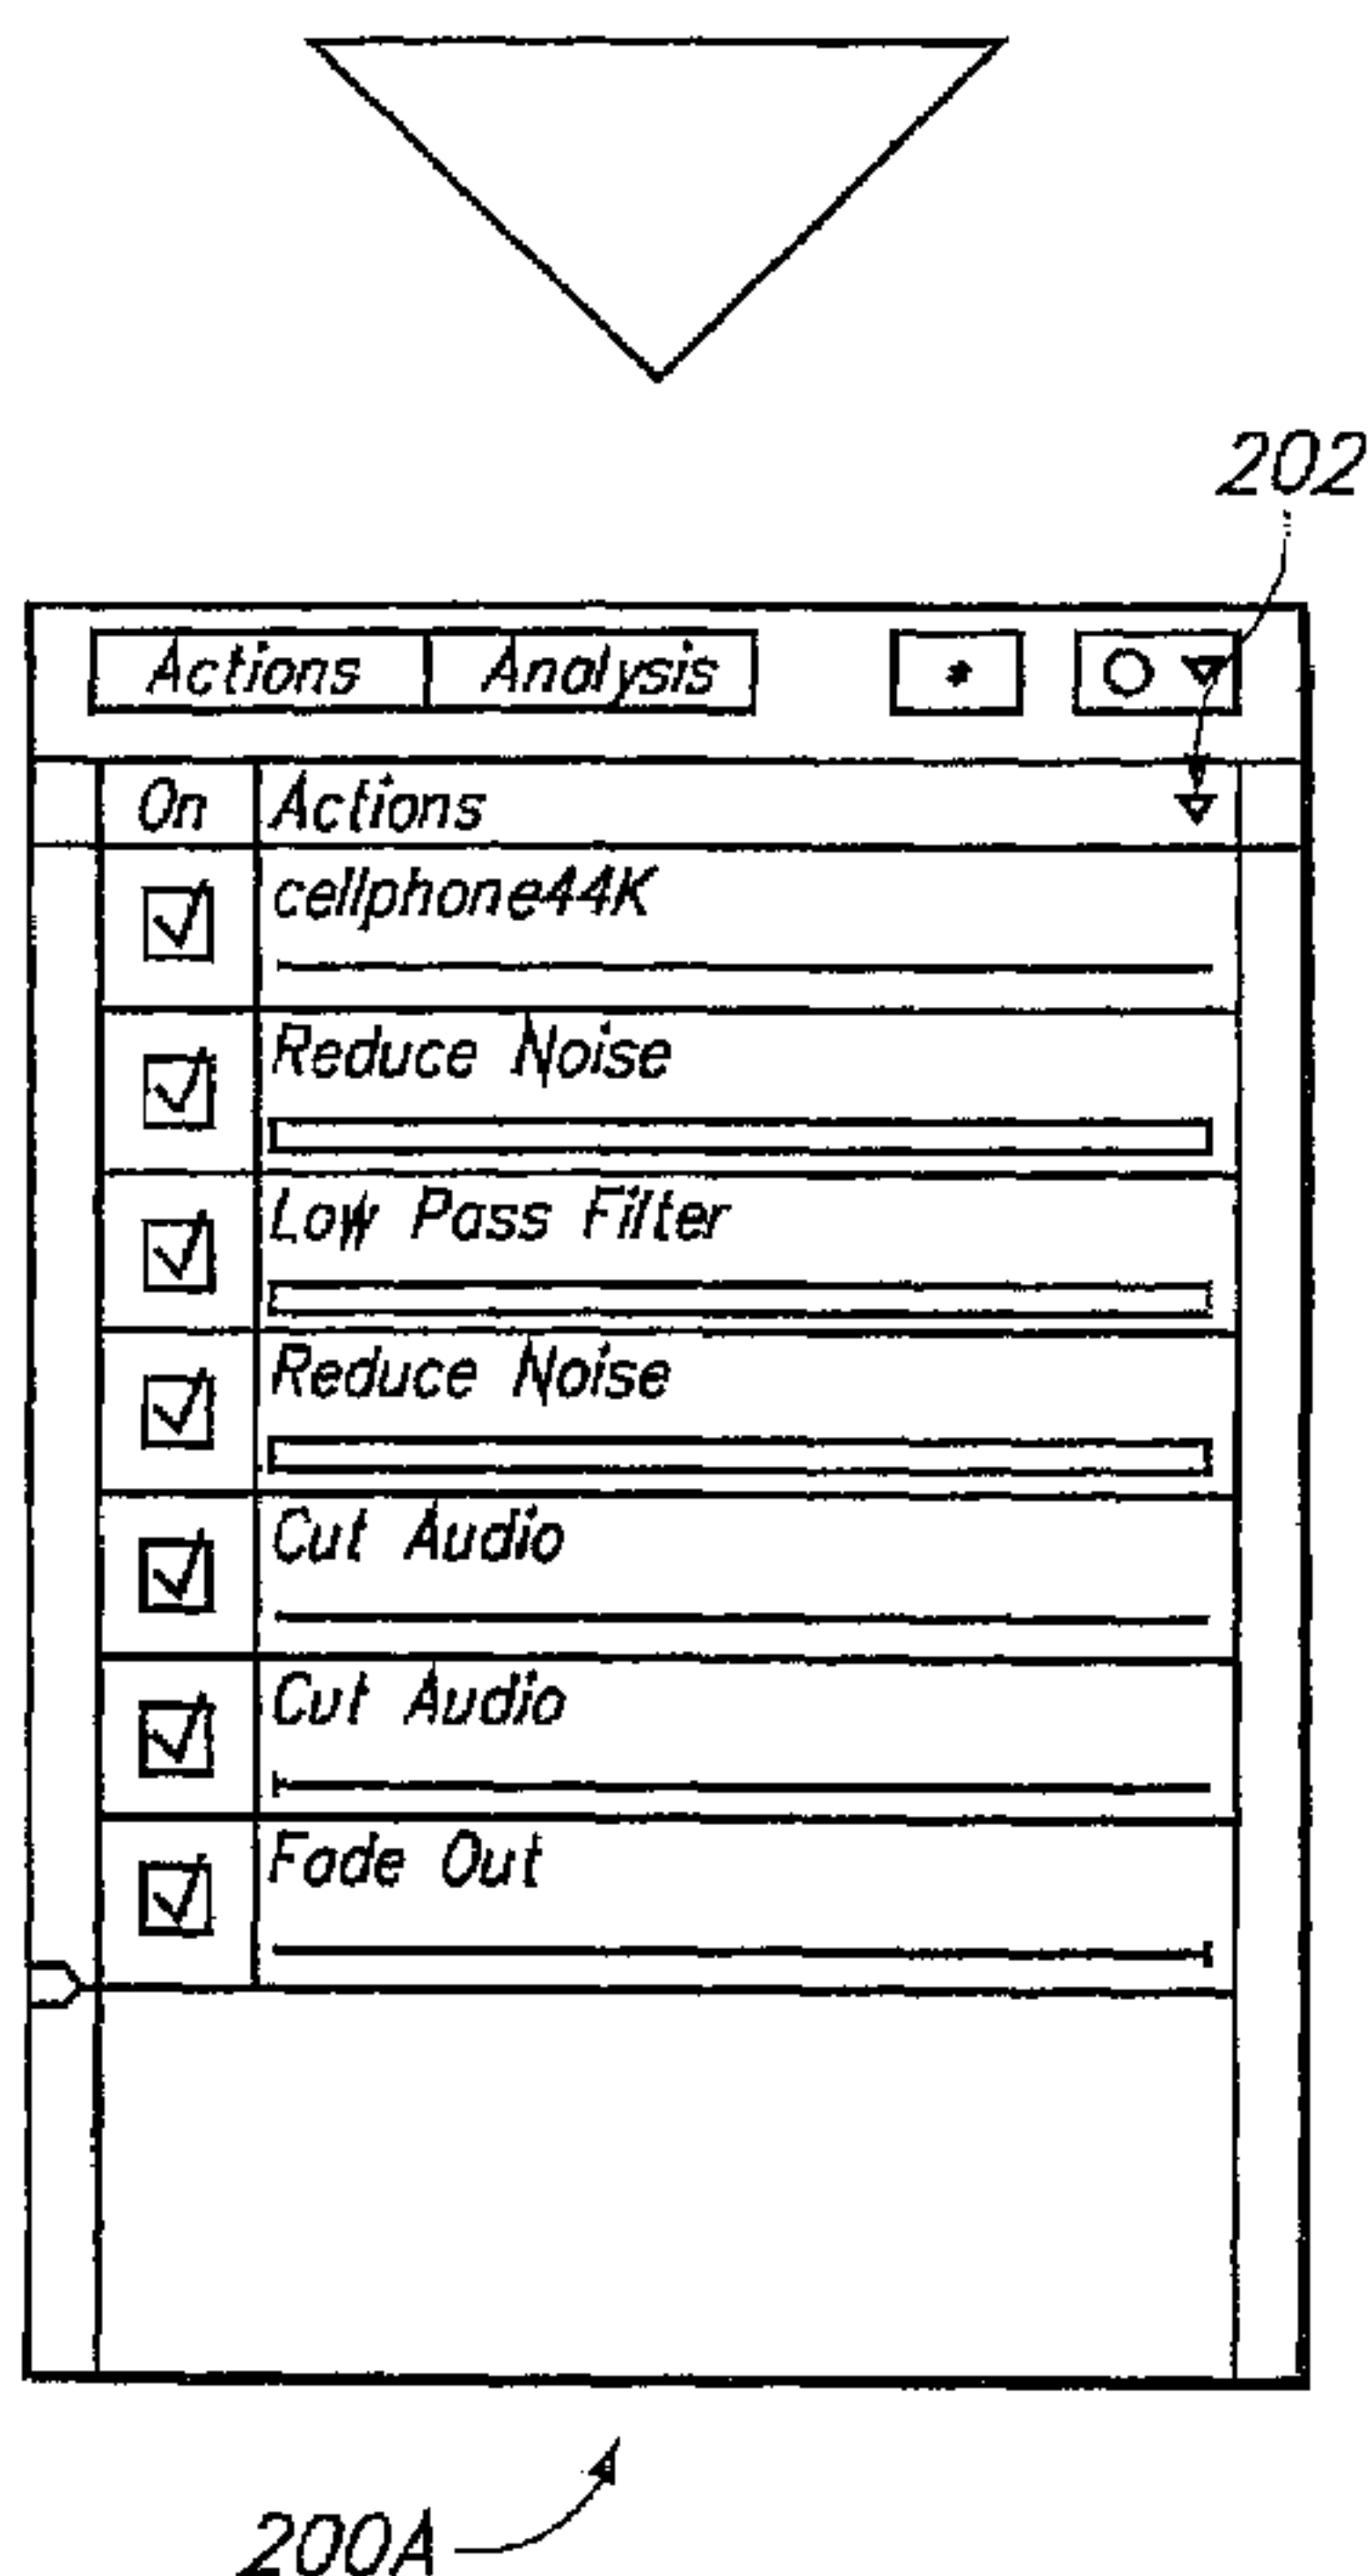 202
Actions Analysis
On Actions
cellphone44K
Reduce Noise
Low Pass Filter
Reduce Noise
Cut Audio
Cut Audio
Fade Out
200A